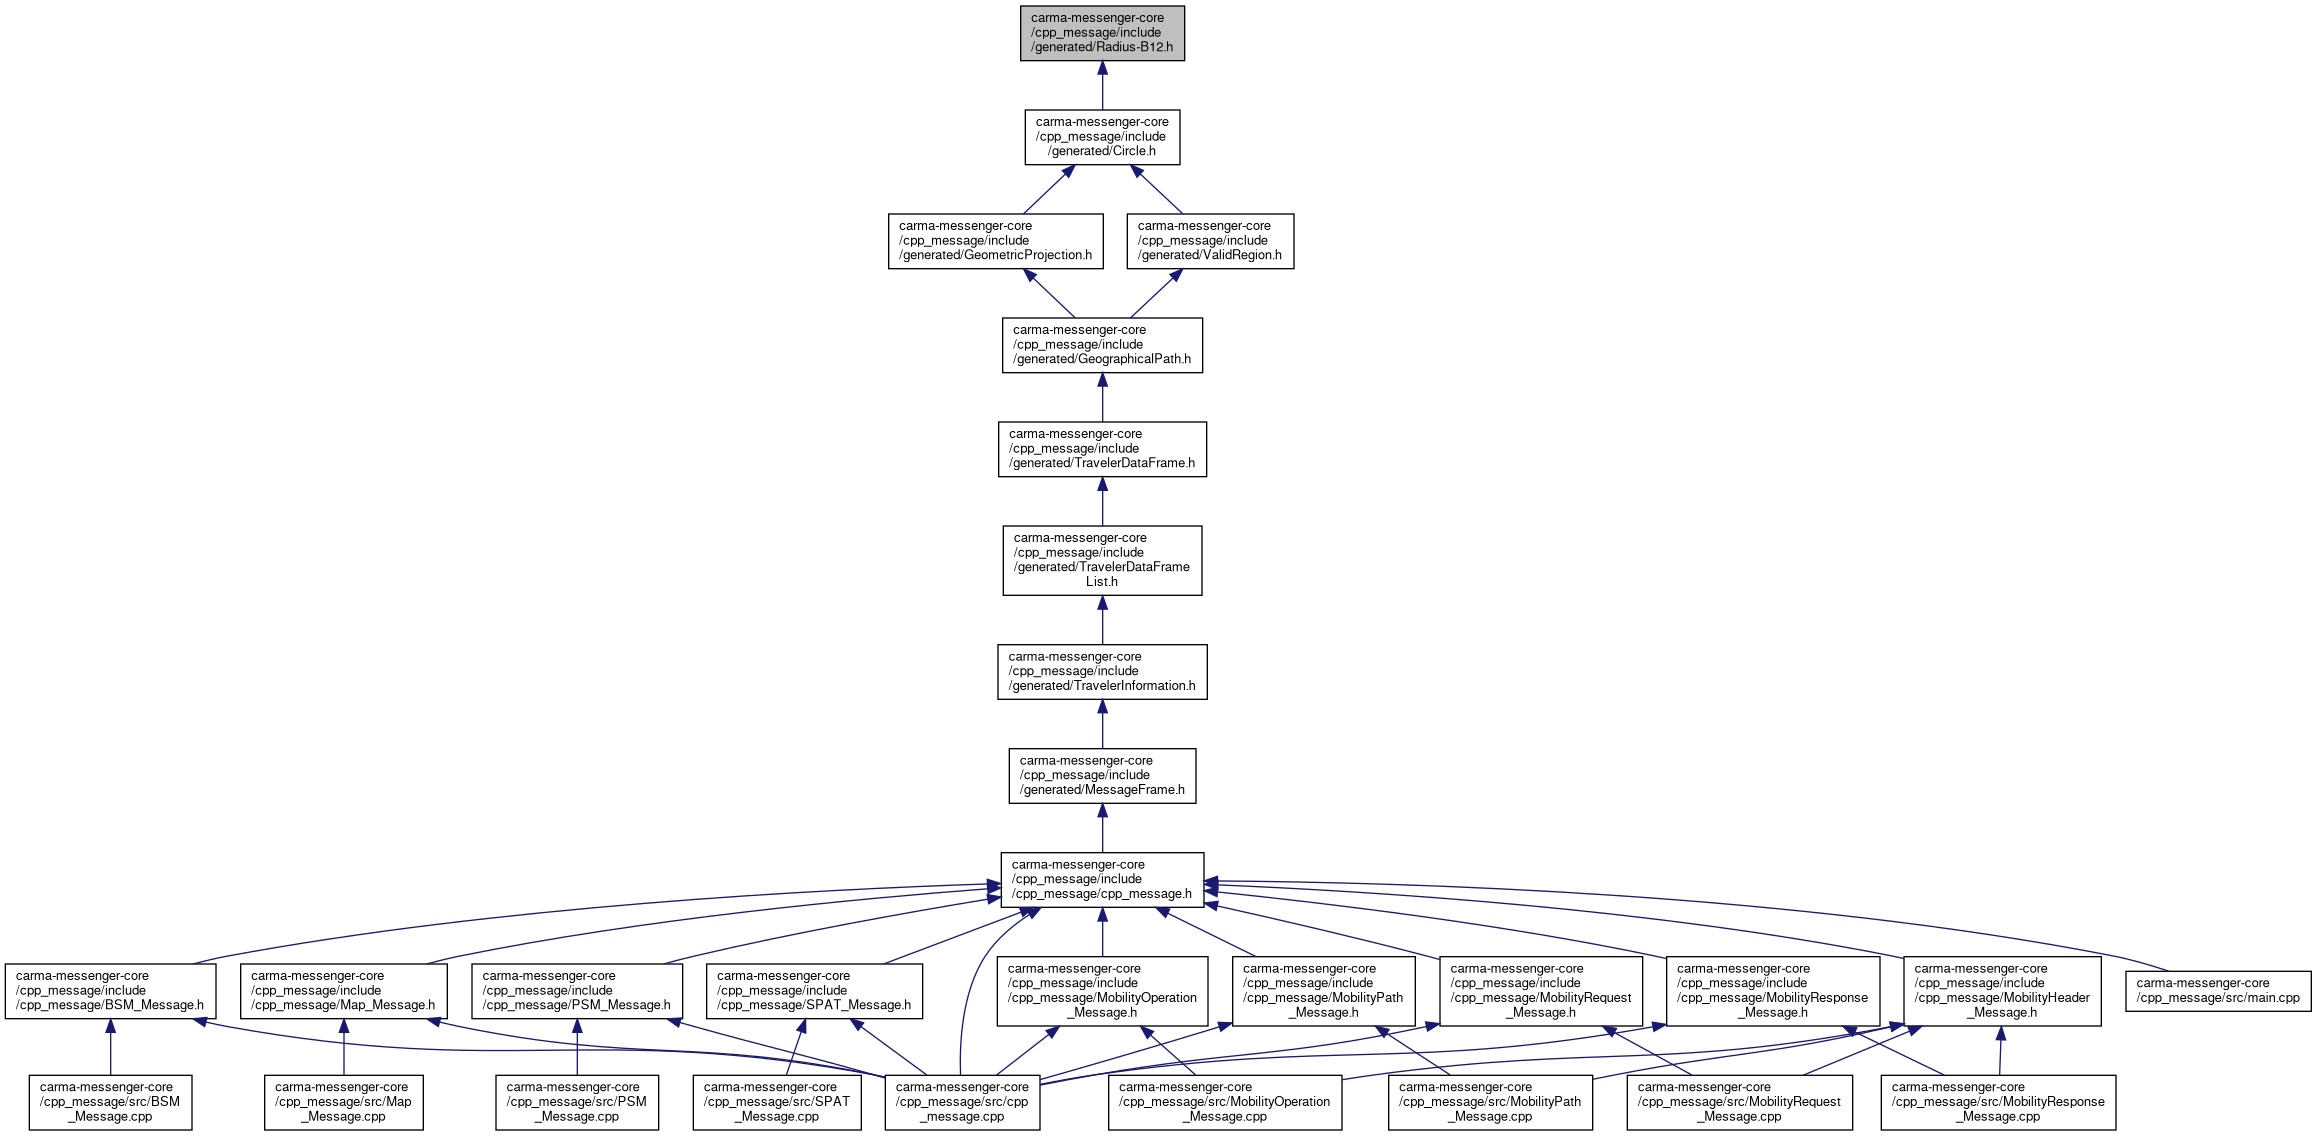 carma-messenger-core
/cpp_message/include
/generated/Radius-B12.h
carma-messenger-core
/cpp_message/include
/generated/Circle.h
carma-messenger-core
/cpp_message/include
/generated/GeometricProjection.h
carma-messenger-core
/cpp_message/include
/generated/ValidRegion.h
carma-messenger-core
/cpp_message/include
/generated/GeographicalPath.h
carma-messenger-core
/cpp_message/include
/generated/TravelerDataFrame.h
carma-messenger-core
/cpp_message/include
/generated/TravelerDataFrame
List.h
carma-messenger-core
/cpp_message/include
/generated/TravelerInformation.h
carma-messenger-core
/cpp_message/include
/generated/MessageFrame.h
carma-messenger-core
/cpp_message/include
/cpp_message/cpp_message.h
carma-messenger-core
/cpp_message/include
/cpp_message/BSM_Message.h
carma-messenger-core
/cpp_message/include
/cpp_message/Map_Message.h
carma-messenger-core
/cpp_message/include
/cpp_message/PSM_Message.h
carma-messenger-core
/cpp_message/include
/cpp_message/SPAT_Message.h
carma-messenger-core
/cpp_message/include
/cpp_message/MobilityOperation
_Message.h
carma-messenger-core
/cpp_message/include
/cpp_message/MobilityPath
_Message.h
carma-messenger-core
/cpp_message/include
/cpp_message/MobilityRequest
_Message.h
carma-messenger-core
/cpp_message/include
/cpp_message/MobilityResponse
_Message.h
carma-messenger-core
/cpp_message/include
/cpp_message/MobilityHeader
_Message.h
carma-messenger-core
/cpp_message/src/main.cpp
carma-messenger-core
/cpp_message/src/BSM
_Message.cpp
carma-messenger-core
/cpp_message/src/Map
_Message.cpp
carma-messenger-core
/cpp_message/src/PSM
_Message.cpp
carma-messenger-core
/cpp_message/src/SPAT
_Message.cpp
carma-messenger-core
/cpp_message/src/cpp
_message.cpp
carma-messenger-core
/cpp_message/src/MobilityOperation
_Message.cpp
carma-messenger-core
/cpp_message/src/MobilityPath
_Message.cpp
carma-messenger-core
/cpp_message/src/MobilityRequest
_Message.cpp
carma-messenger-core
/cpp_message/src/MobilityResponse
_Message.cpp